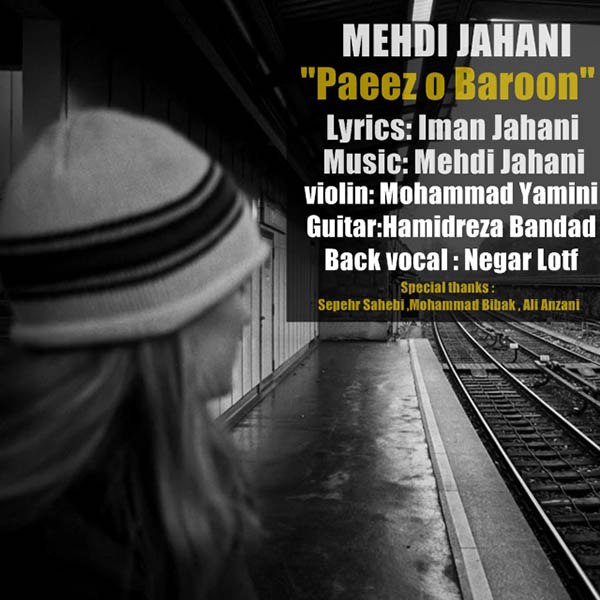 MEHDI JAHANI
"Paeez o Baroon"
Lyrics: Iman Jahani
Music: Mehdi Jahani
violin: Mohammad Yamini
Guitar:Hamidreza Bandad
Back vocal : Negar Lotf
Special thanks :
Sepehr Sahebi ,Mohammad Bibak , Ali Anzani